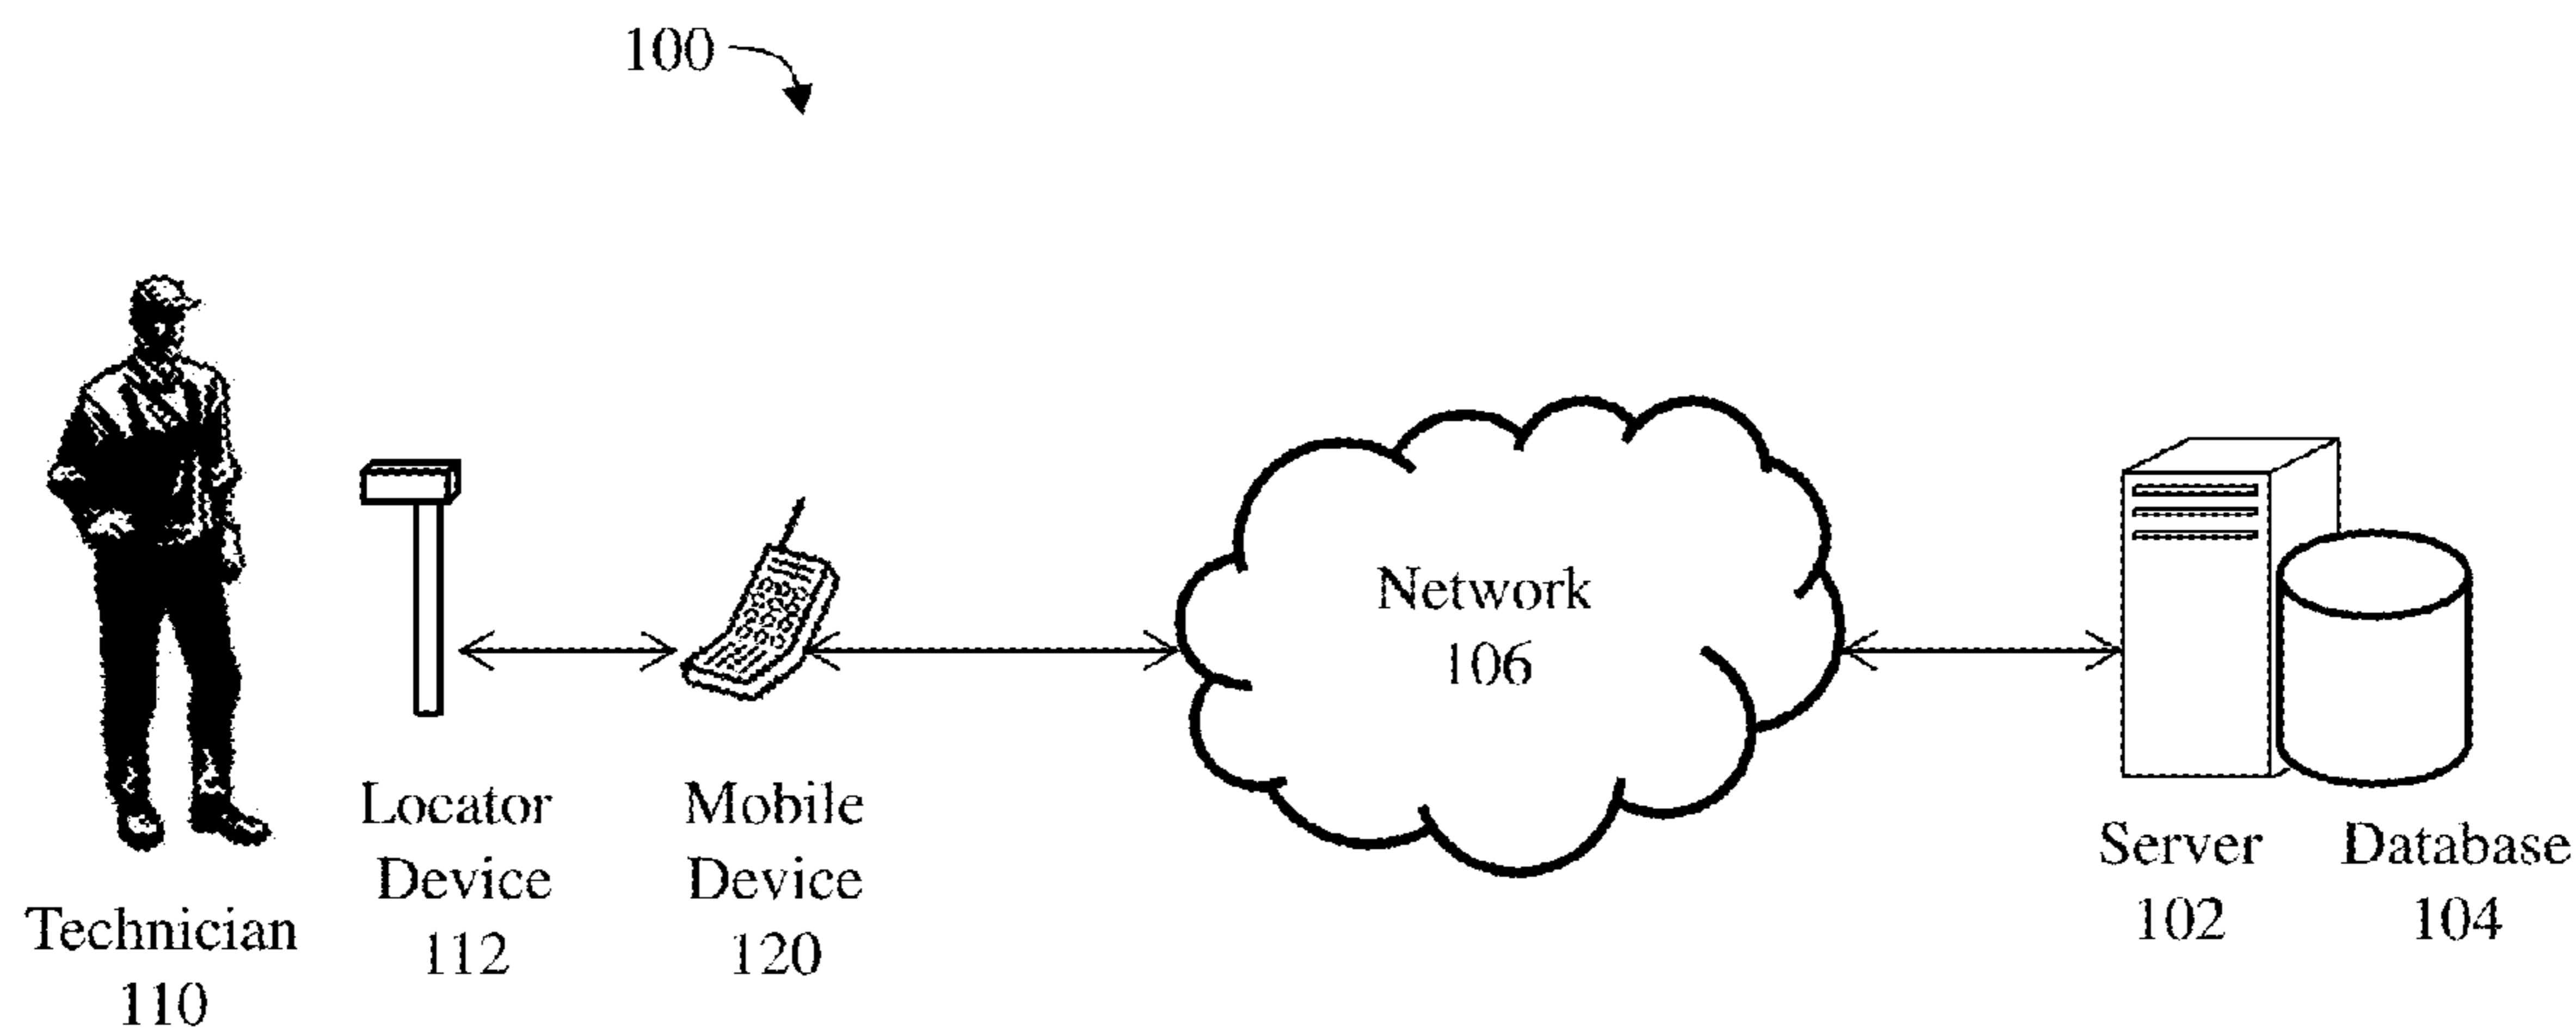 100
Network
106
Locator
Device
112
Mobile
Device
120
Server
102
Database
104
Technician
110